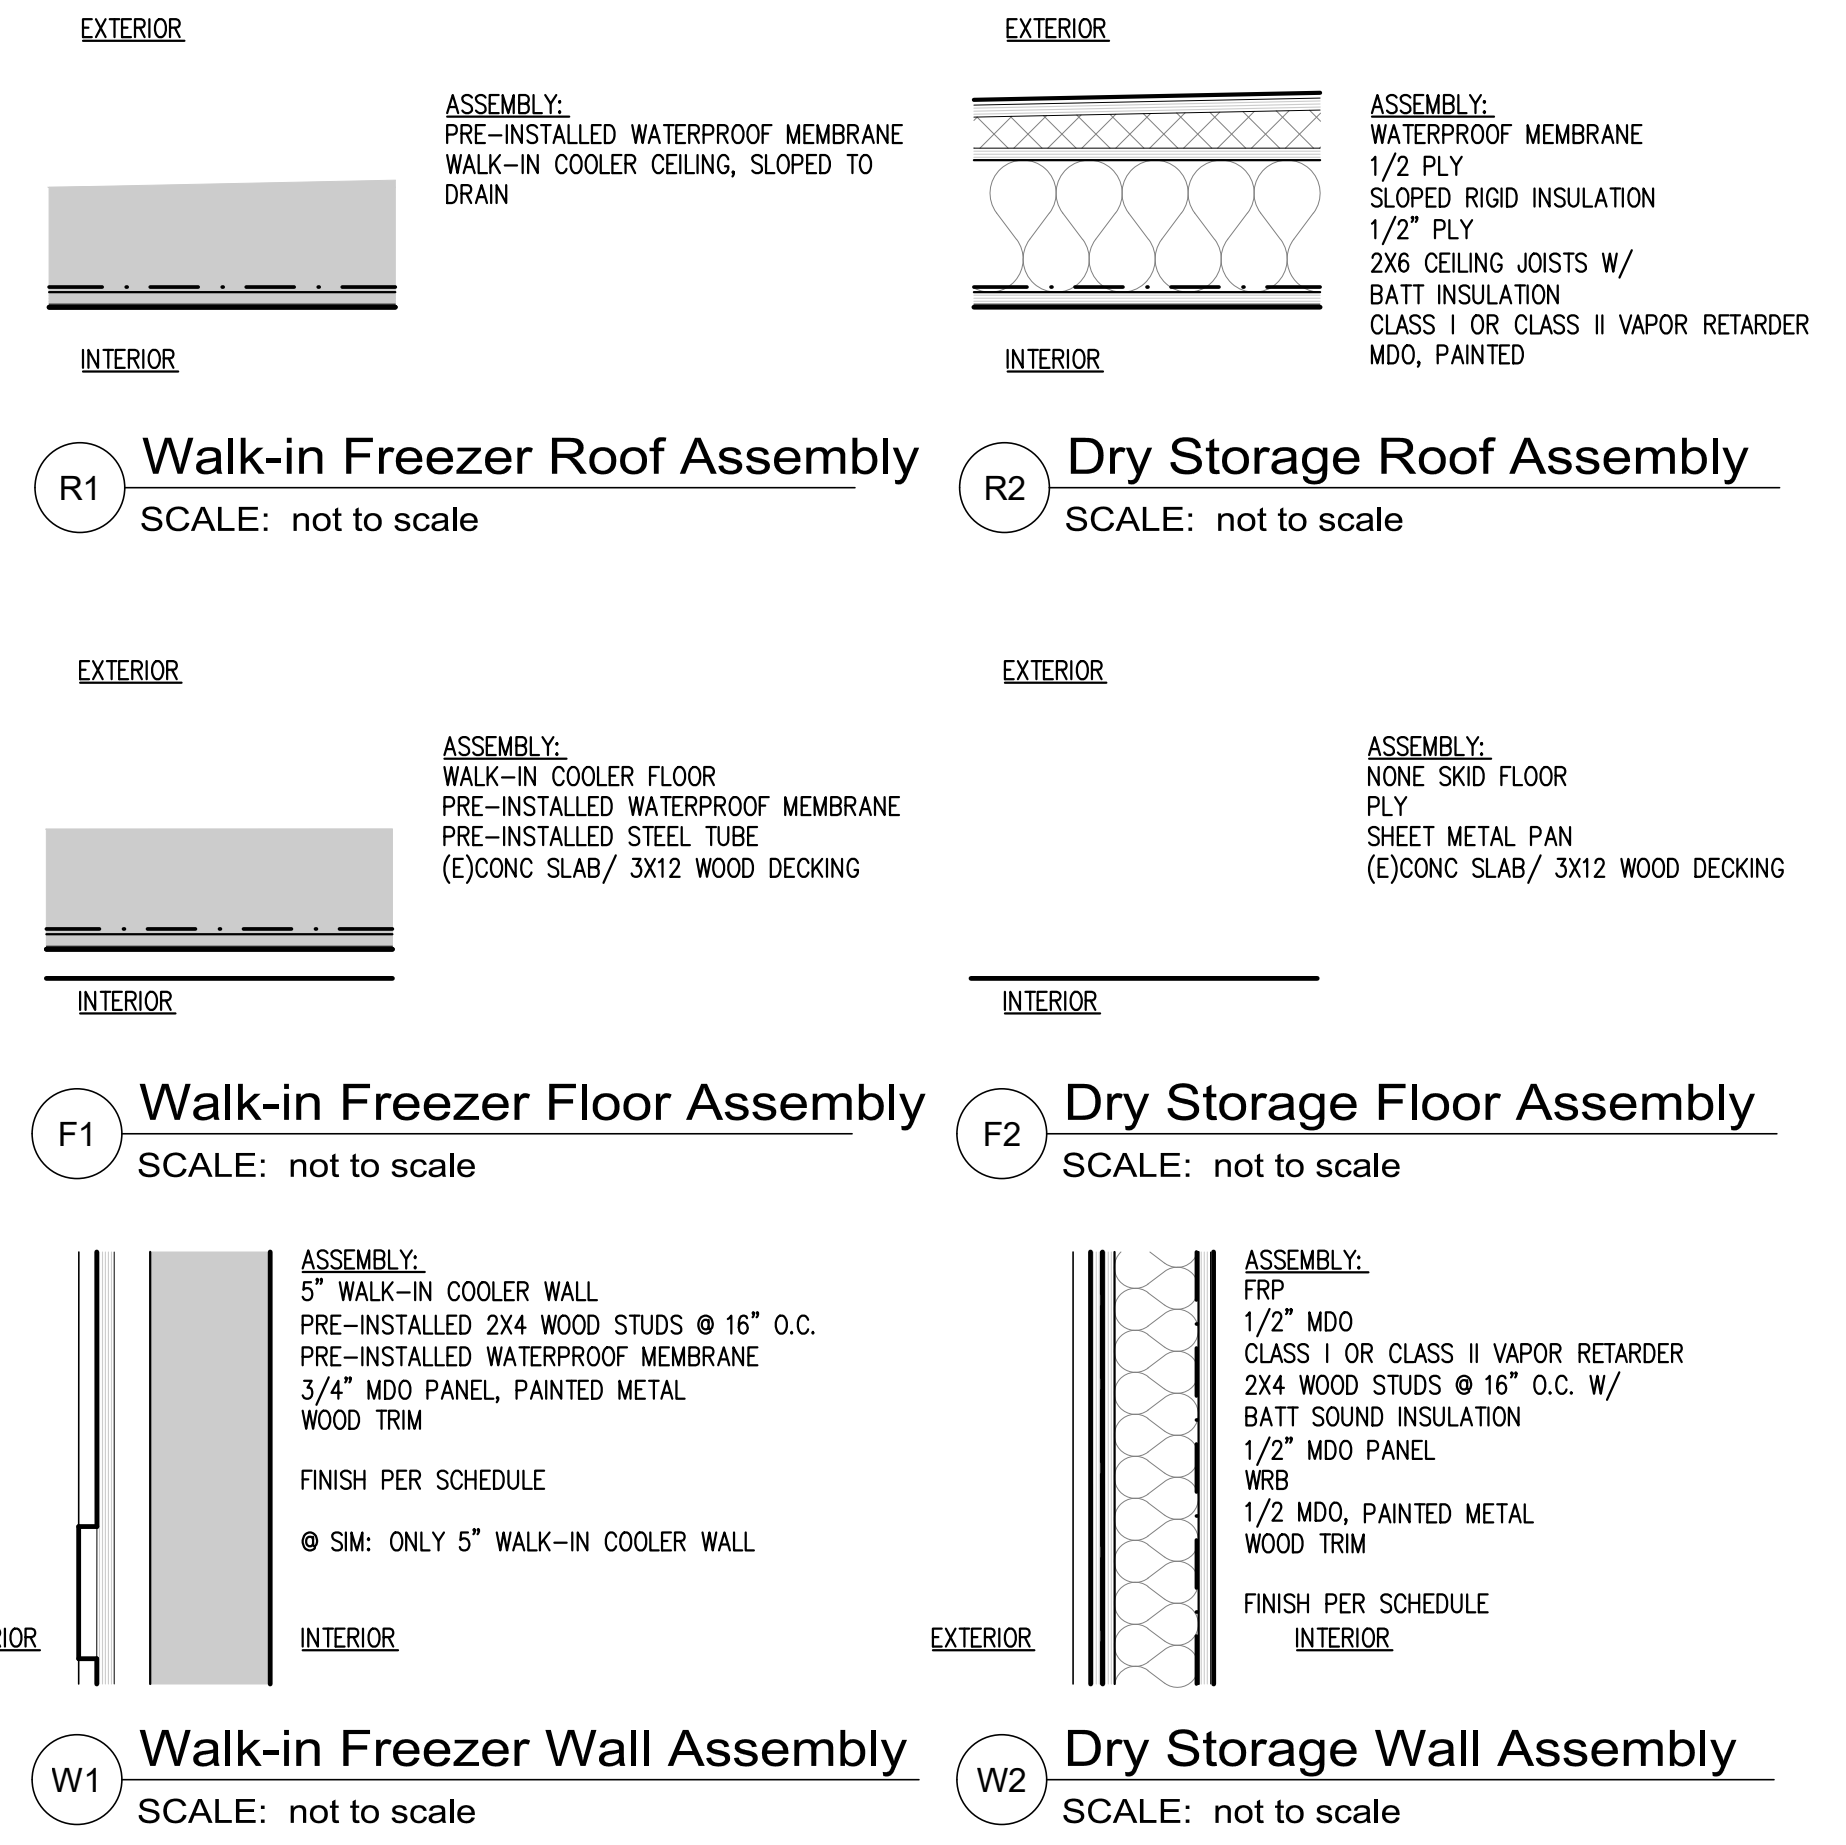 EXTERIOR
ASSEMBLY:
PRE-INSTALLED WATERPROOF MEMBRANE
WALK-IN COOLER CEILING, SLOPED TO
DRAIN
INTERIOR
R1
Walk-in Freezer Roof Assembly
SCALE: not to scale
EXTERIOR
ASSEMBLY:
WATERPROOF MEMBRANE
1/2 PLY
SLOPED RIGID INSULATION
1/2" PLY
2X6 CEILING JOISTS W/
BATT INSULATION
CLASS I OR CLASS II VAPOR RETARDER
MDO, PAINTED
INTERIOR
R2
Dry Storage Roof Assembly
SCALE: not to scale
EXTERIOR
ASSEMBLY:
WALK-IN COOLER FLOOR
PRE-INSTALLED WATERPROOF MEMBRANE
PRE-INSTALLED STEEL TUBE
(E)CONC SLAB/ 3X12 WOOD DECKING
INTERIOR
F1
Walk-in Freezer Floor Assembly
SCALE: not to scale
EXTERIOR
ASSEMBLY:
NONE SKID FLOOR
PLY
SHEET METAL PAN
(E)CONC SLAB/ 3X12 WOOD DECKING
INTERIOR
F2
Dry Storage Floor Assembly
SCALE: not to scale
ASSEMBLY:
5" WALK-IN COOLER WALL
PRE-INSTALLED 2X4 WOOD STUDS @ 16" O.C.
PRE-INSTALLED WATERPROOF MEMBRANE
3/4" MDO PANEL, PAINTED METAL
WOOD TRIM
FINISH PER SCHEDULE
@ SIM: ONLY 5" WALK-IN COOLER WALL
RIOR
INTERIOR
W1
Walk-in Freezer Wall Assembly
SCALE: not to scale
ASSEMBLY:
FRP
1/2" MDO
CLASS I OR CLASS II VAPOR RETARDER
2X4 WOOD STUDS @ 16" O.C. W/
BATT SOUND INSULATION
1/2" MDO PANEL
WRB
1/2 MDO, PAINTED METAL
WOOD TRIM
FINISH PER SCHEDULE
EXTERIOR
INTERIOR
W2
Dry Storage Wall Assembly
SCALE: not to scale